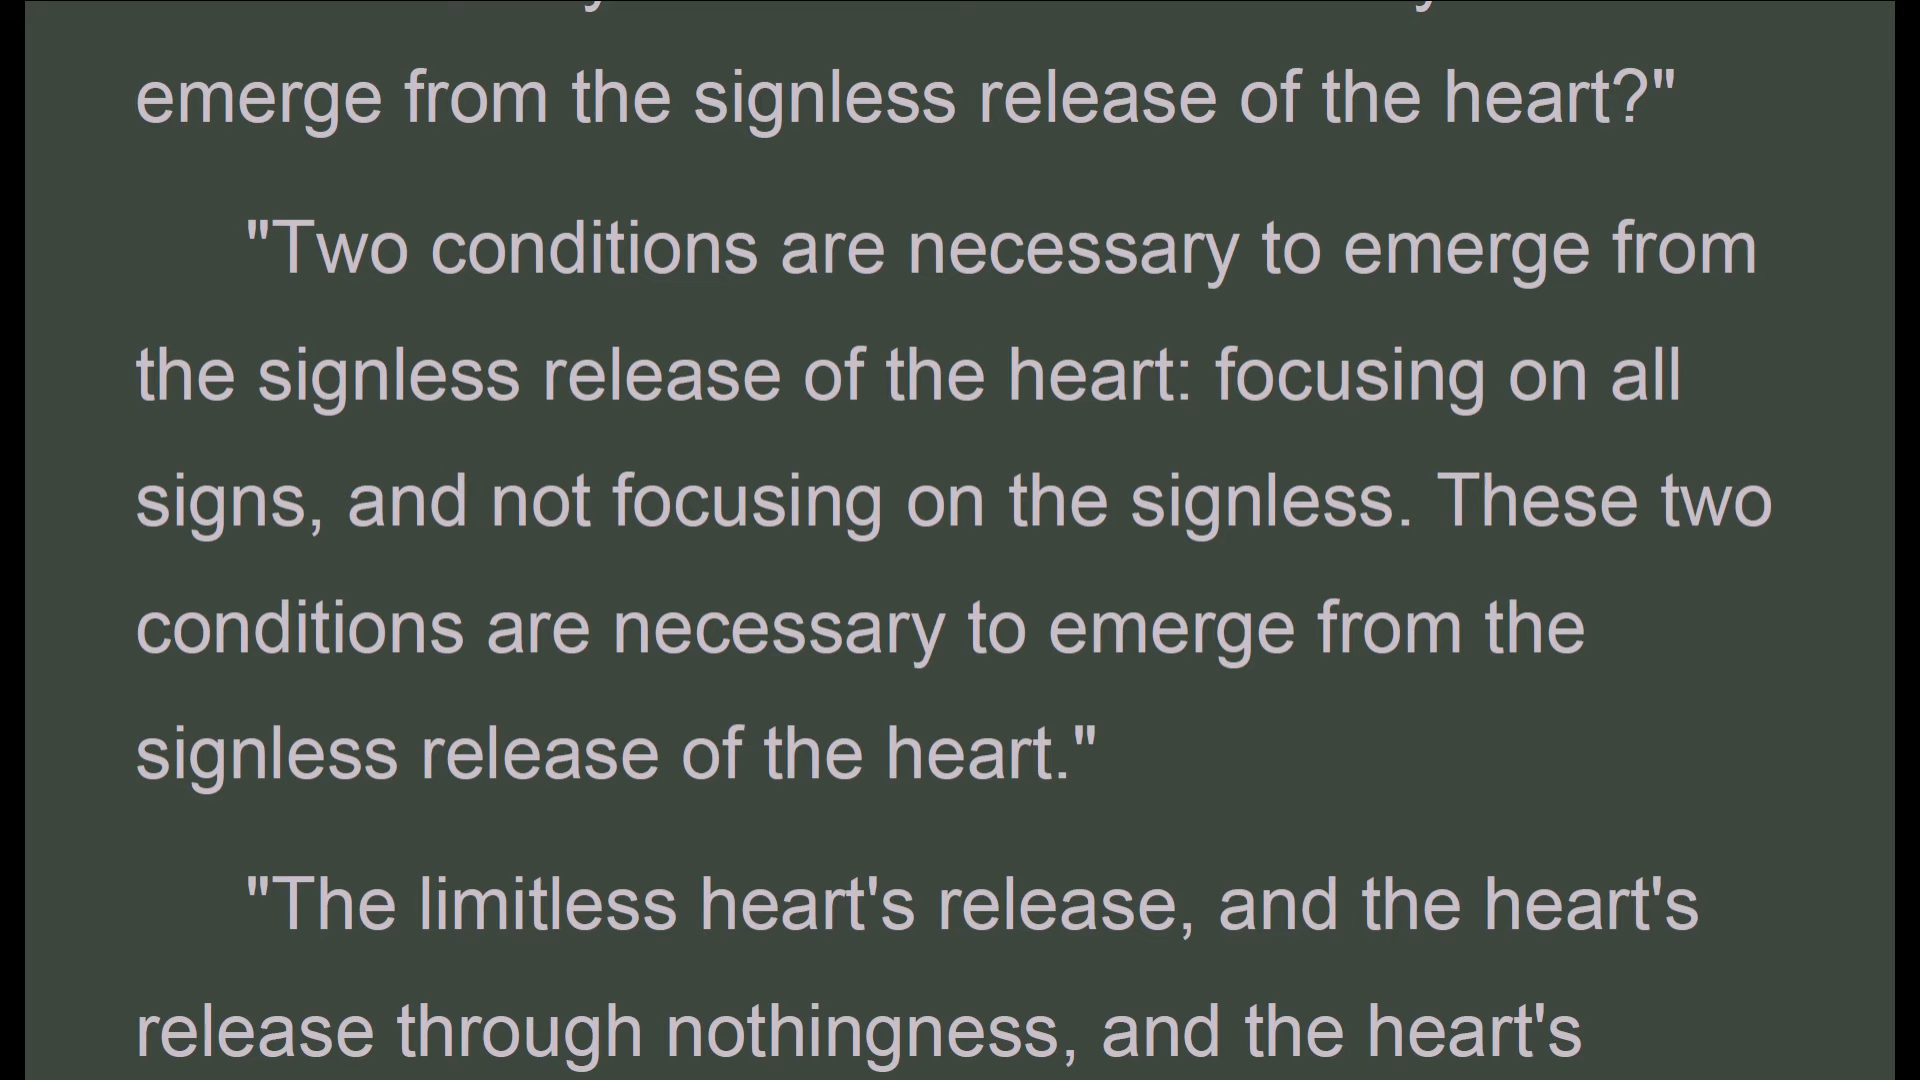 emerge from the signless release of the heart?"
"Two conditions are necessary to emerge from
the signless release of the heart: focusing on all
signs, and not focusing on the signless. These two
conditions are necessary to emerge from the
signless release of the heart."
"The limitless heart's release, and the heart's
release through nothingness, and the heart's